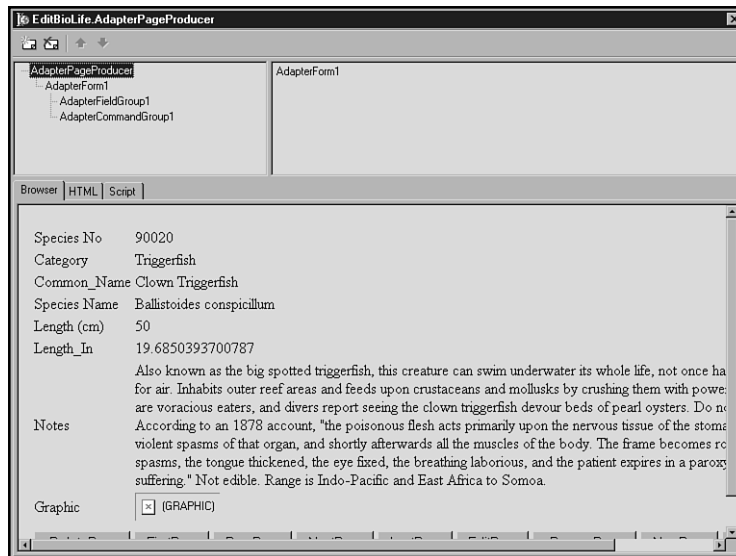 EditBioLife.AdapterPageProducer
AdapterPageProducer
AdapterForm1
AdapterFieldGroup1
AdapterCommandGroup1
AdapterForm1
Browser HTML Script
Species No 90020
Category Triggerfish
Common_Name Clown Triggerfish
Species Name Ballistoides conspicillum
Length (cm) 50
Length_In 19.6850393700787
Also known as the big spotted triggerfish, this creature can swim underwater its whole life, not once
for air. Inhabits outer reef areas and feeds upon crustaceans and mollusks by crushing them with
are voracious eaters, and divers report seeing the clown triggerfish devour beds of pearl oysters. Do
Notes According to an 1878 account, "the poisonous flesh acts primarily upon the nervous tissue of the
violent spasms of that organ, and shortly afterwards all the muscles of the body. The frame becomes
spasms, the tongue thickened, the eye fixed, the breathing laborious, and the patient expires in a
suffering." Not edible. Range is Indo-Pacific and East Africa to Somoa.
Graphic (GRAPHIC)